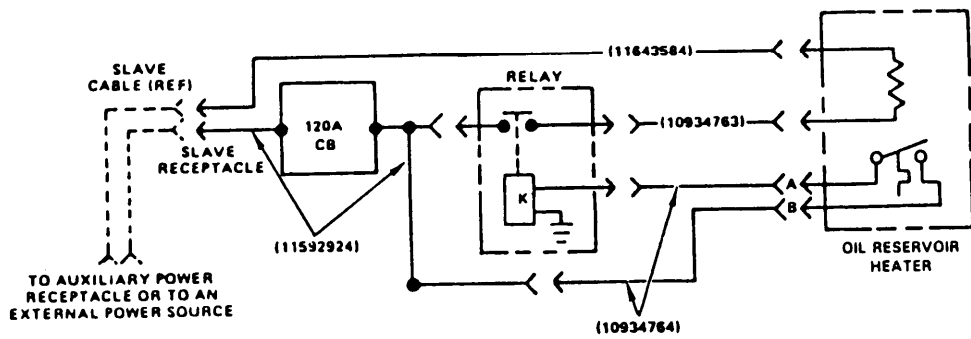 (11643584)
SLAVE
CABLE (REF)
RELAY
120A
CB
(10934763)
SLAVE
RECEPTACLE
K
A
B
(11592924)
OIL RESERVOIR
HEATER
TO AUXILIARY POWER
RECEPTACLE OR TO AN
EXTERNAL POWER SOURCE
(10934764)